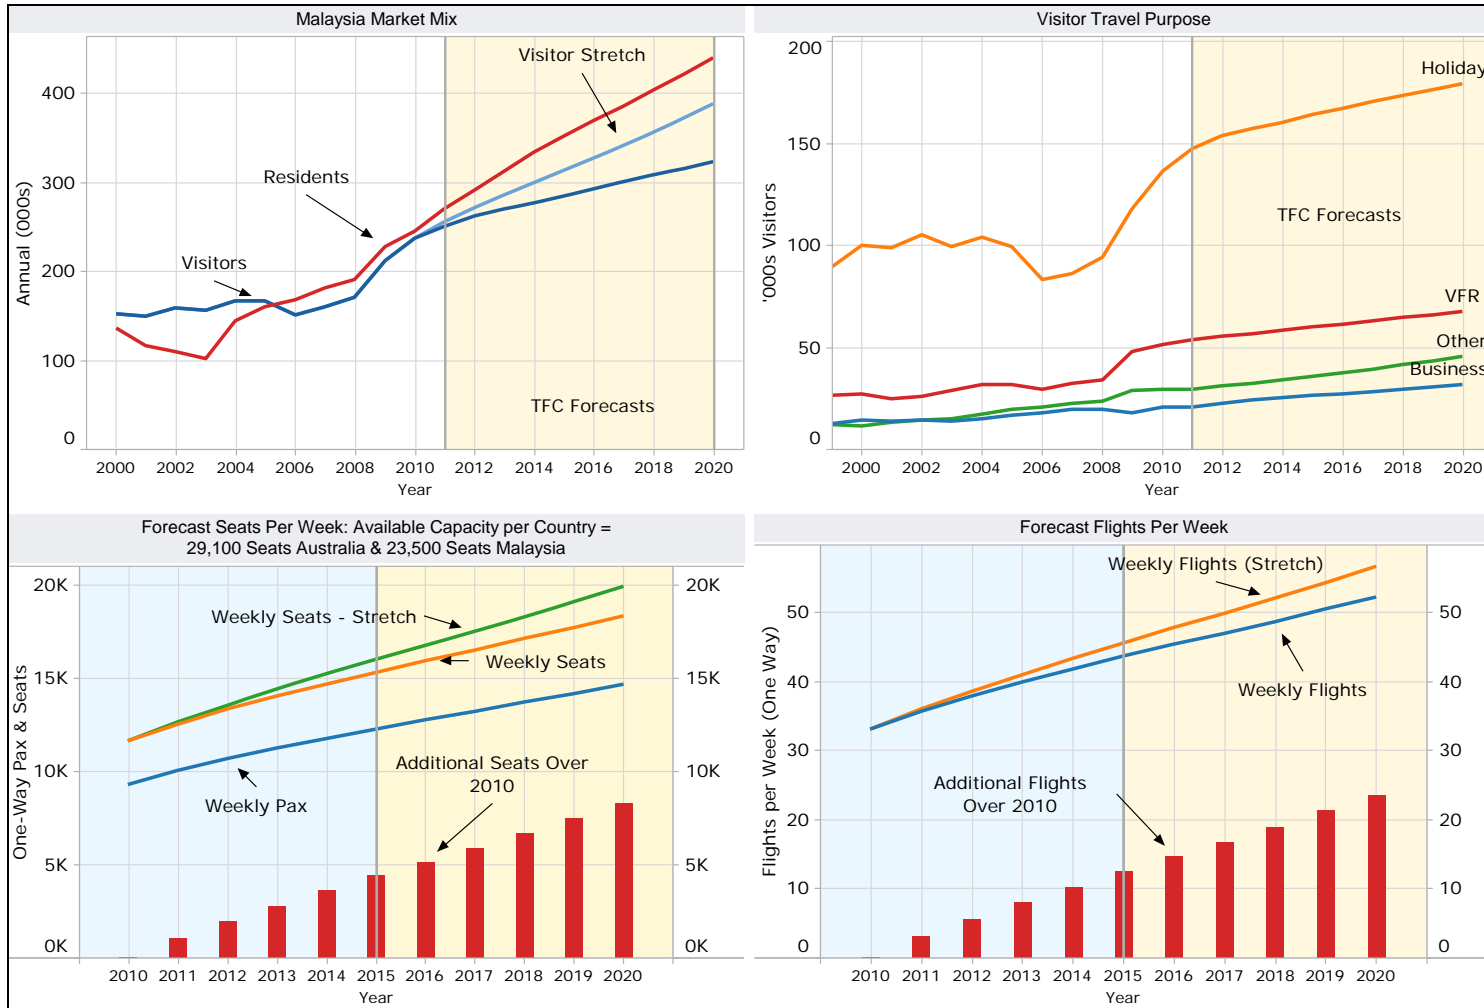 Malaysia Market Mix
Visitor Stretch
Residents
Visitors
TFC Forecasts
Annual (000s)
400
300
200
100
0
2000 2002 2004 2006 2008 2010 2012 2014 2016 2018 2020
Year
Visitor Travel Purpose
Holiday
VFR
Other
Business
TFC Forecasts
'000s Visitors
200
150
100
50
0
2000 2002 2004 2006 2008 2010 2012 2014 2016 2018 2020
Year
Forecast Seats Per Week: Available Capacity per Country =
29,100 Seats Australia & 23,500 Seats Malaysia
Weekly Seats - Stretch
Weekly Seats
Additional Seats Over
2010
Weekly Pax
One-Way Pax & Seats
20K 20K
15K 15K
10K 10K
5K 5K
0K 0K
2010 2011 2012 2013 2014 2015 2016 2017 2018 2019 2020
Year
Forecast Flights Per Week
Weekly Flights (Stretch)
Weekly Flights
Additional Flights
Over 2010
Flights per Week (One Way)
50 50
40 40
30 30
20 20
10 10
0 0
2010 2011 2012 2013 2014 2015 2016 2017 2018 2019 2020
Year